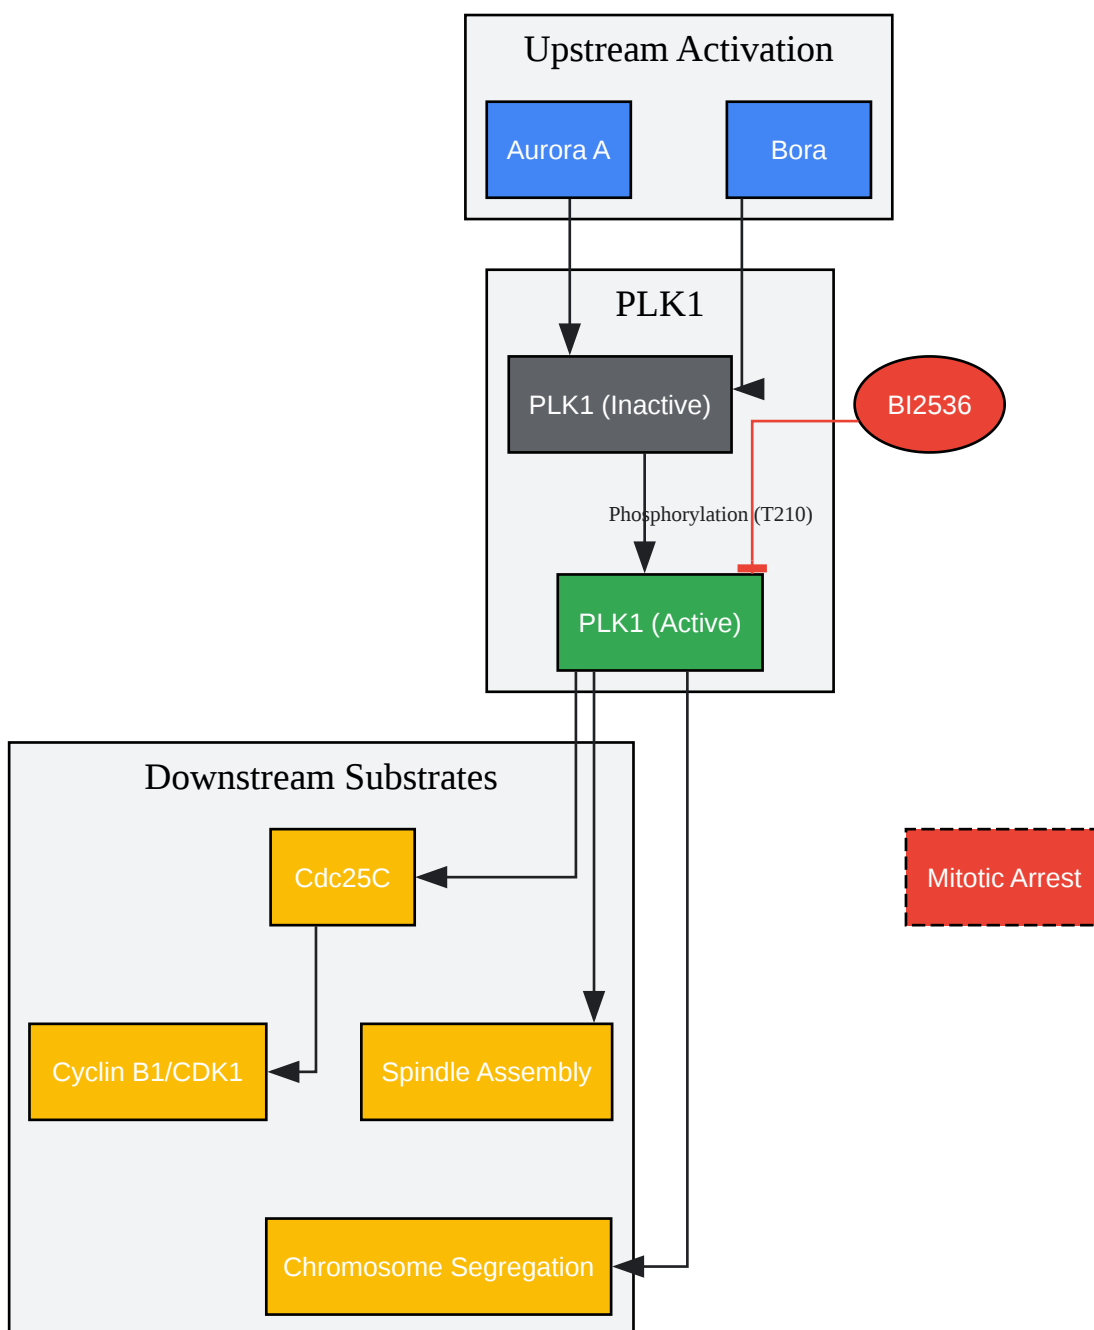 Upstream Activation
Aurora A
Bora
PLK1
PLK1 (Inactive)
BI2536
Phosphorylation (T210)
PLK1 (Active)
Downstream Substrates
Cdc25C
Mitotic Arrest
Cyclin B1/CDK1
Spindle Assembly
Chromosome Segregation